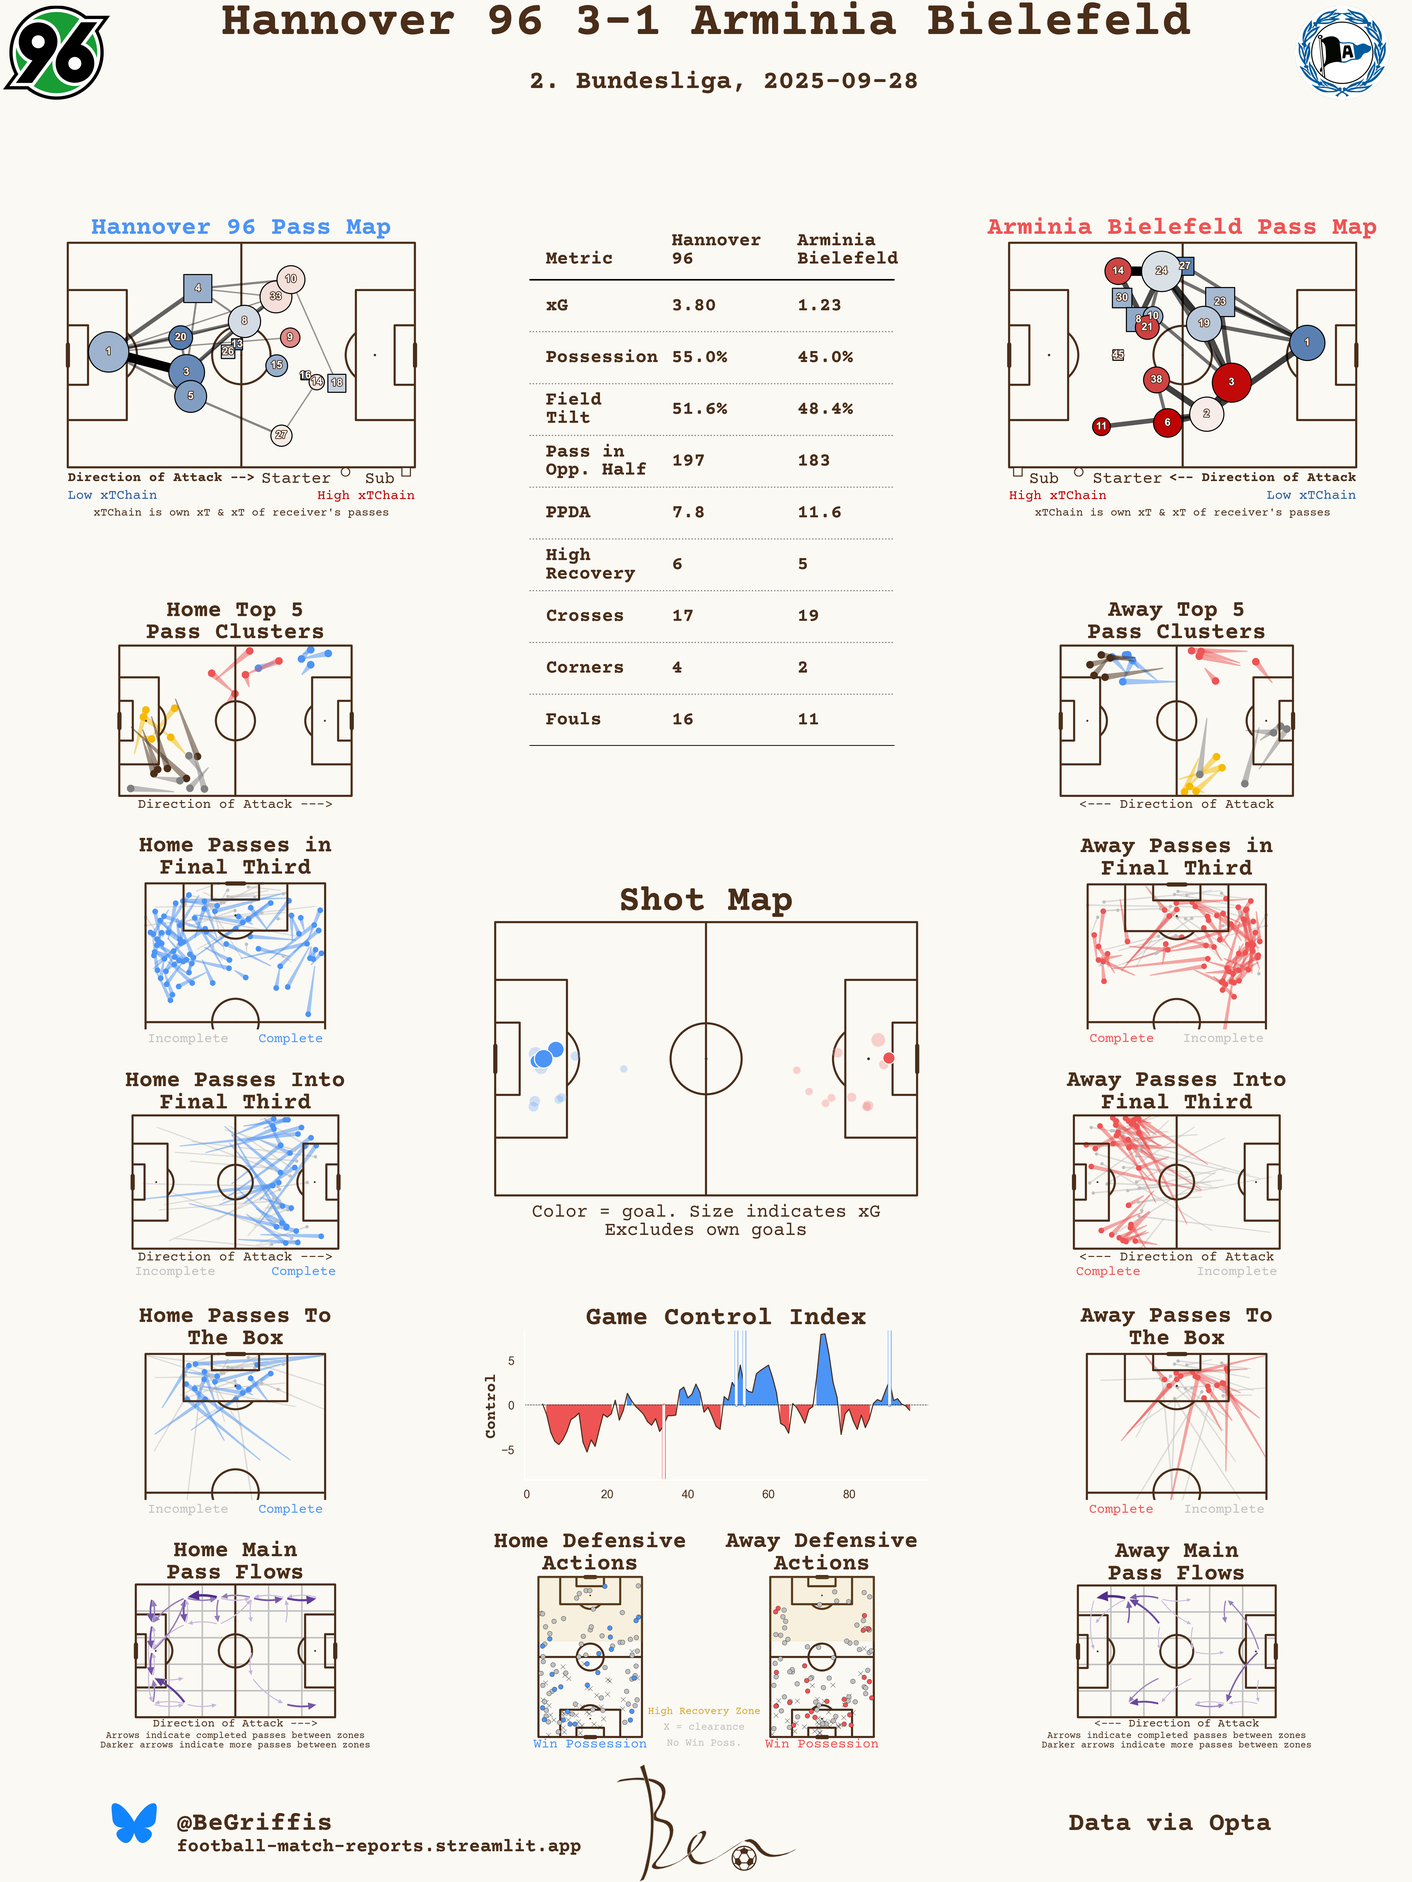 Hannover 96 3-1 Arminia Bielefeld
2. Bundesliga, 2025-09-28
96
A
Hannover 96 Pass Map
4
10
33
8
20
9
13
26
1
3
15
16
14
18
5
27
Direction of Attack --> Starter Sub
Low xTChain High xTChain
xTChain is own xT & xT of receiver's passes
Metric Hannover 96 Arminia Bielefeld
xG 3.80 1.23
Possession 55.0% 45.0%
Field Tilt 51.6% 48.4%
Pass in Opp. Half 197 183
PPDA 7.8 11.6
High Recovery 6 5
Crosses 17 19
Corners 4 2
Fouls 16 11
Arminia Bielefeld Pass Map
14
24
27
30
23
8
10
21
19
1
45
38
3
2
11
6
Sub Starter <-- Direction of Attack
High xTChain Low xTChain
xTChain is own xT & xT of receiver's passes
Home Top 5
Pass Clusters
Direction of Attack --->
Away Top 5
Pass Clusters
<--- Direction of Attack
Home Passes in
Final Third
Incomplete Complete
Away Passes in
Final Third
Complete Incomplete
Shot Map
Color = goal. Size indicates xG
Excludes own goals
Home Passes Into
Final Third
Direction of Attack --->
Incomplete Complete
Away Passes Into
Final Third
<--- Direction of Attack
Complete Incomplete
Home Passes To
The Box
Incomplete Complete
Game Control Index
Control
5
0
−5
0 20 40 60 80
Away Passes To
The Box
Complete Incomplete
Home Main
Pass Flows
Direction of Attack --->
Arrows indicate completed passes between zones
Darker arrows indicate more passes between zones
Home Defensive
Actions
Win Possession
High Recovery Zone
X = clearance
No Win Poss.
Away Defensive
Actions
Win Possession
Away Main
Pass Flows
<--- Direction of Attack
Arrows indicate completed passes between zones
Darker arrows indicate more passes between zones
@BeGriffis
football-match-reports.streamlit.app
Ben
Data via Opta